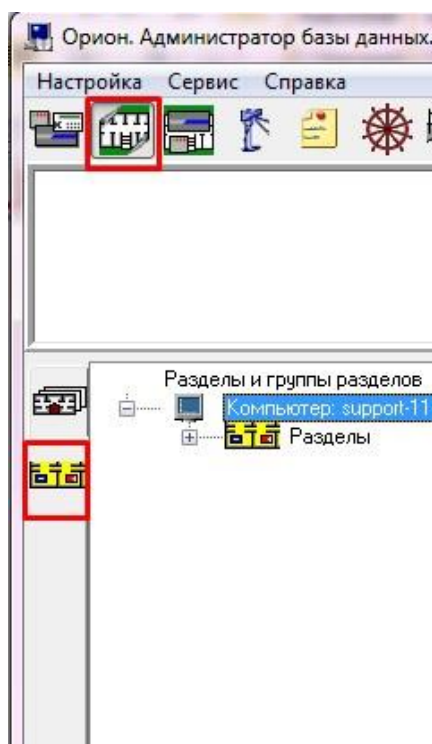 Орион. Администратор базы данных.
Настройка Сервис Справка
Разделы и группы разделов
Компьютер: support-11
Разделы